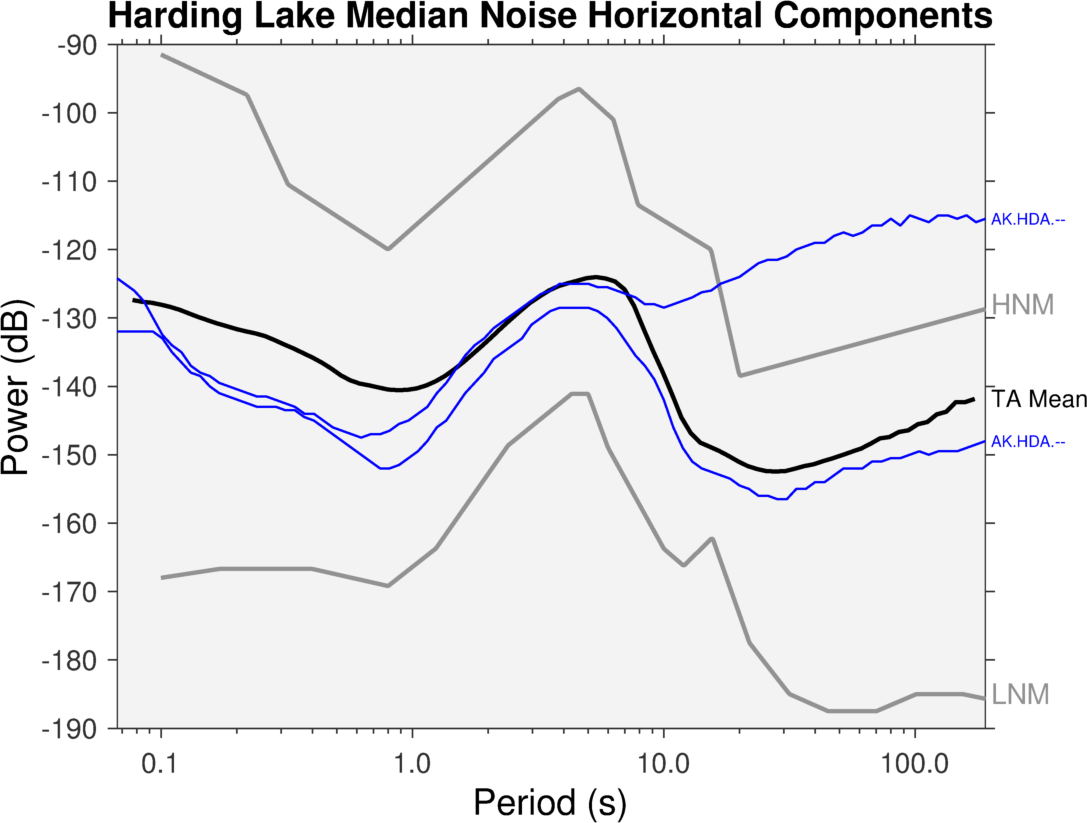 Harding Lake Median Noise Horizontal Components
-90
-100
-110
-120
-130
-140
-150
-160
-170
-180
-190
Power (dB)
AK.HDA.--
HNM
TA Mean
AK.HDA.--
LNM
0.1
1.0
10.0
100.0
Period (s)